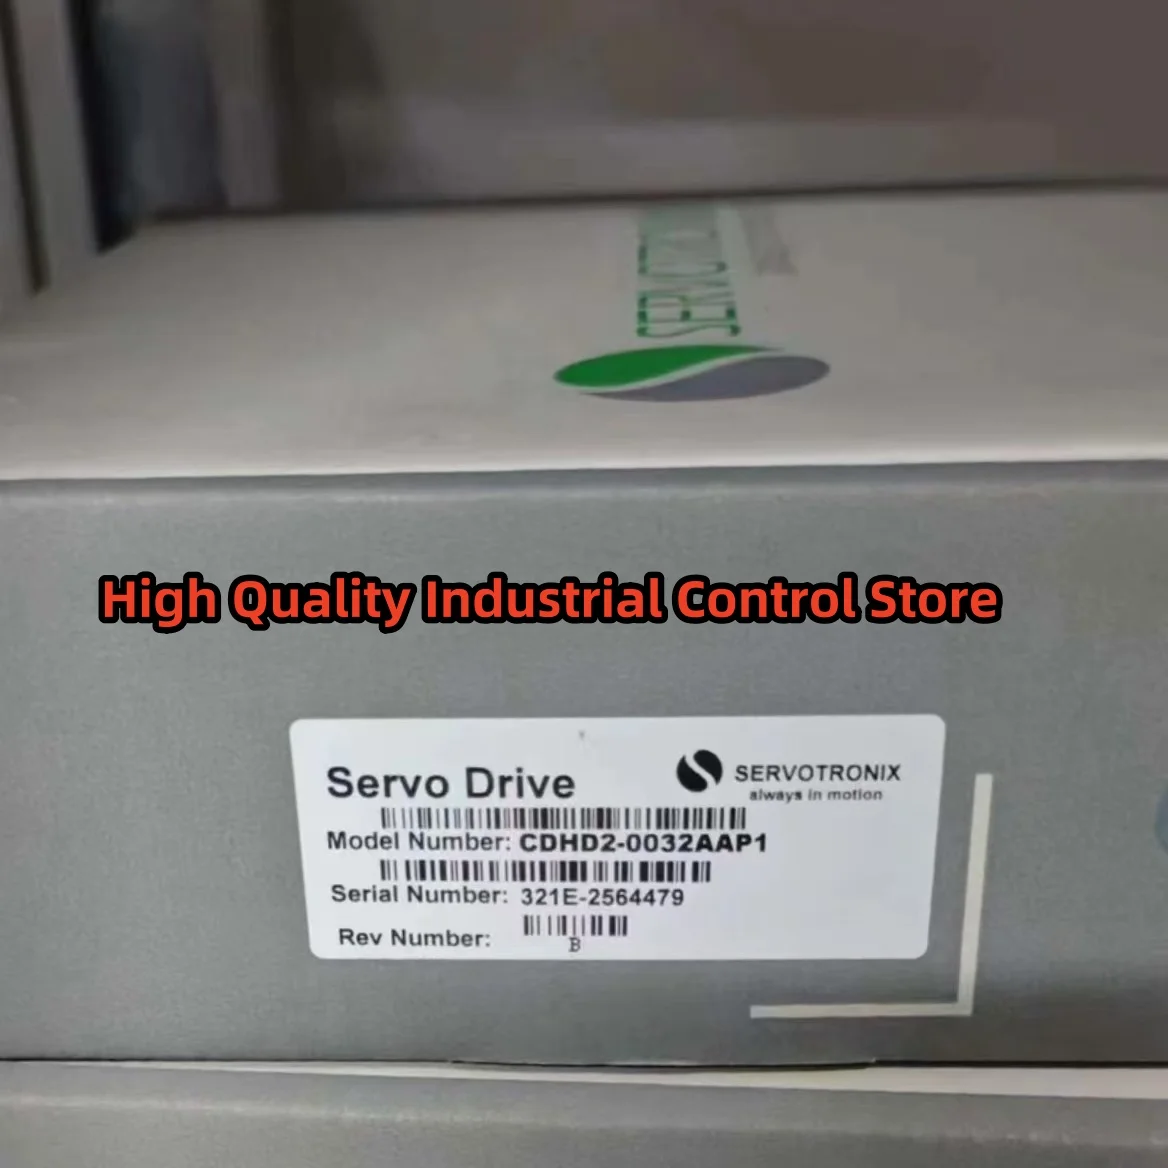 High Quality Industrial Control Store
Servo Drive
SERVOTRONIX
always in motion
Model Number: CDHD2-0032AAP1
Serial Number: 321E-2564479
Rev Number:
B